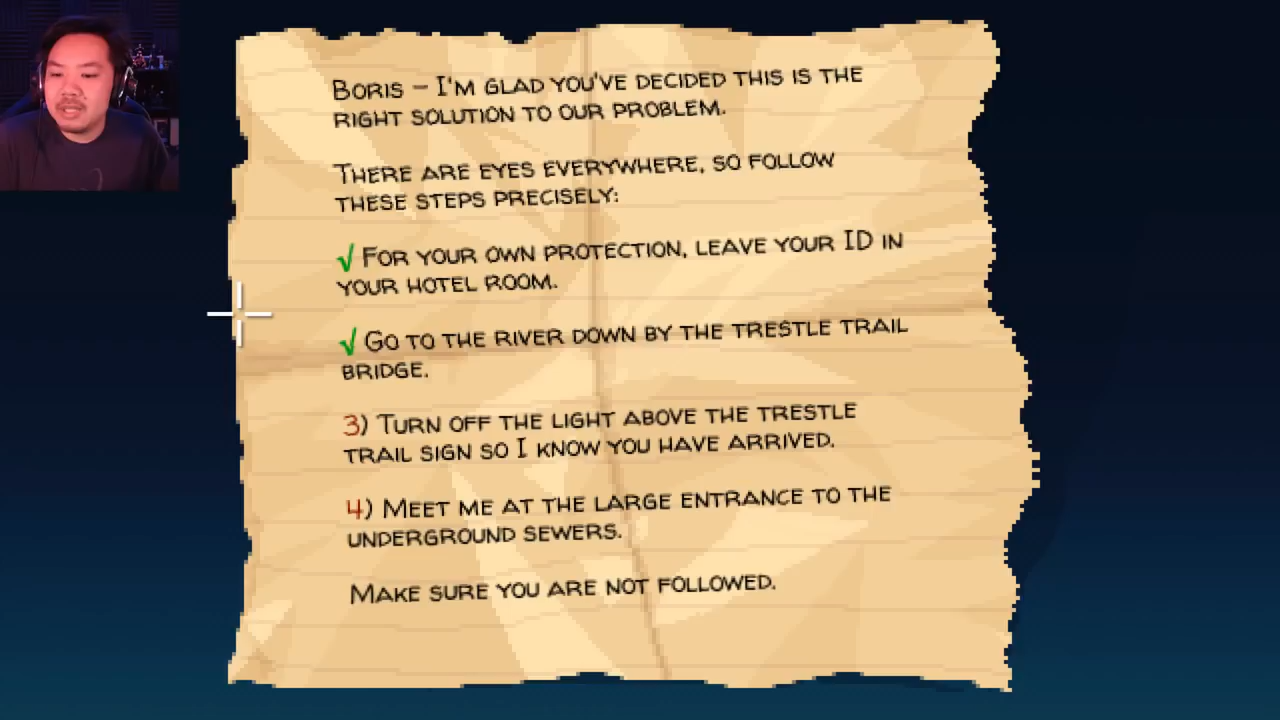 BORIS – I'M GLAD YOU'VE DECIDED THIS IS THE
RIGHT SOLUTION TO OUR PROBLEM.
THERE ARE EYES EVERYWHERE, SO FOLLOW
THESE STEPS PRECISELY:
√ FOR YOUR OWN PROTECTION, LEAVE YOUR ID IN
YOUR HOTEL ROOM.
√ GO TO THE RIVER DOWN BY THE TRESTLE TRAIL
BRIDGE.
3) TURN OFF THE LIGHT ABOVE THE TRESTLE
TRAIL SIGN SO I KNOW YOU HAVE ARRIVED.
4) MEET ME AT THE LARGE ENTRANCE TO THE
UNDERGROUND SEWERS.
MAKE SURE YOU ARE NOT FOLLOWED.